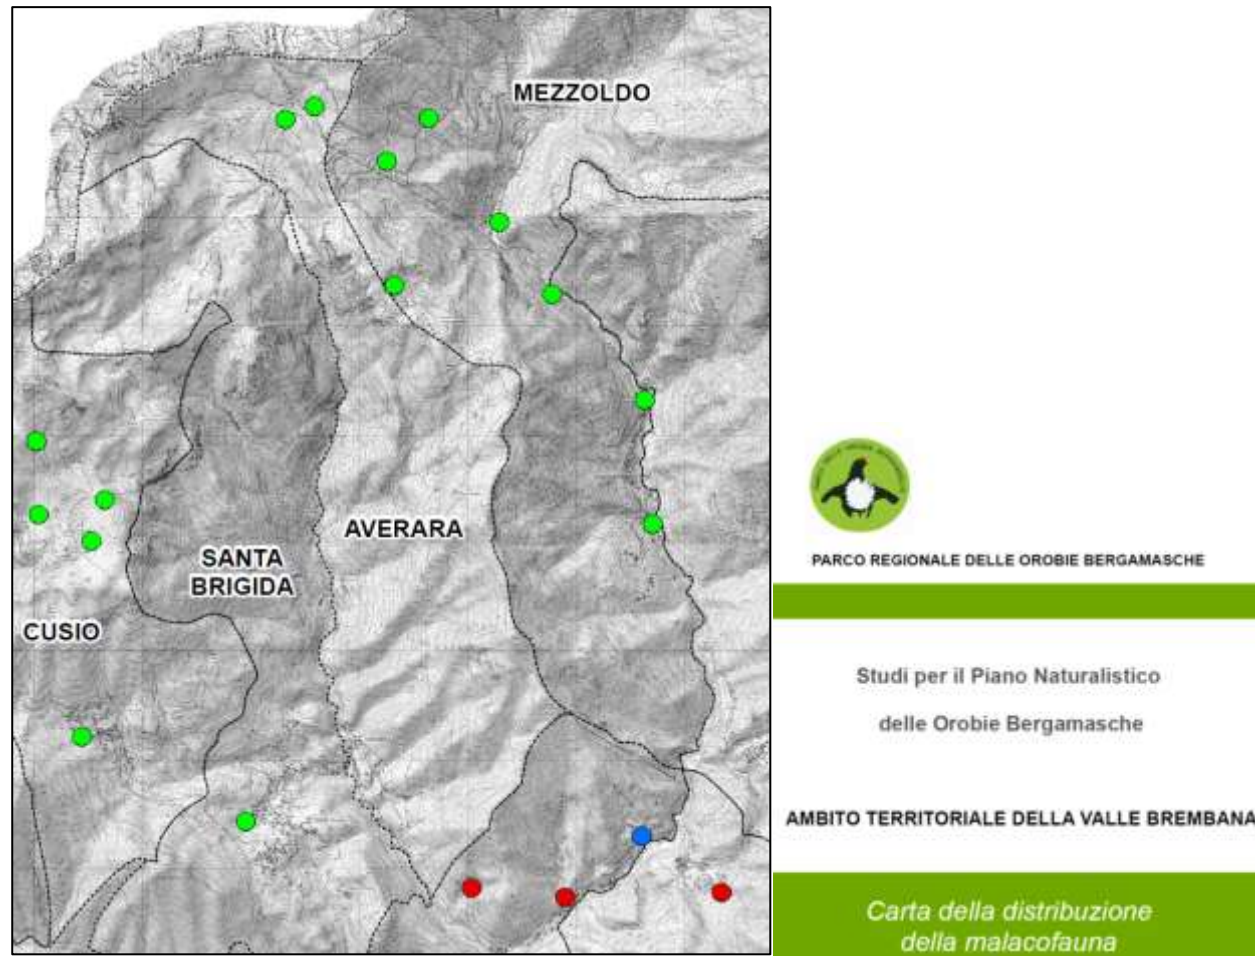 MEZZOLDO
AVERARA
SANTA
BRIGIDA
CUSIO
PARCO REGIONALE DELLE OROBIE BERGAMASCHE
Studi per il Piano Naturalistico
delle Orobie Bergamasche
AMBITO TERRITORIALE DELLA VALLE BREMBANA
Carta della distribuzione
della malacofauna